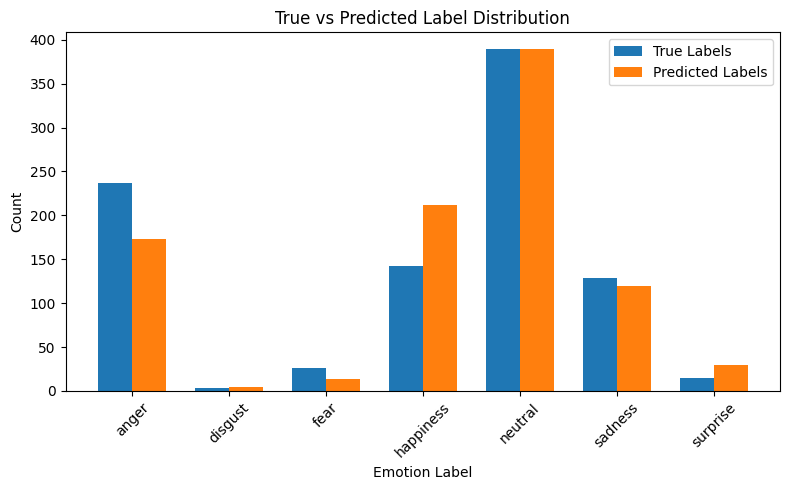 True vs Predicted Label Distribution
True Labels
Predicted Labels
400
350
300
250
200
150
100
50
0
Count
anger
disgust
fear
happiness
neutral
sadness
surprise
Emotion Label